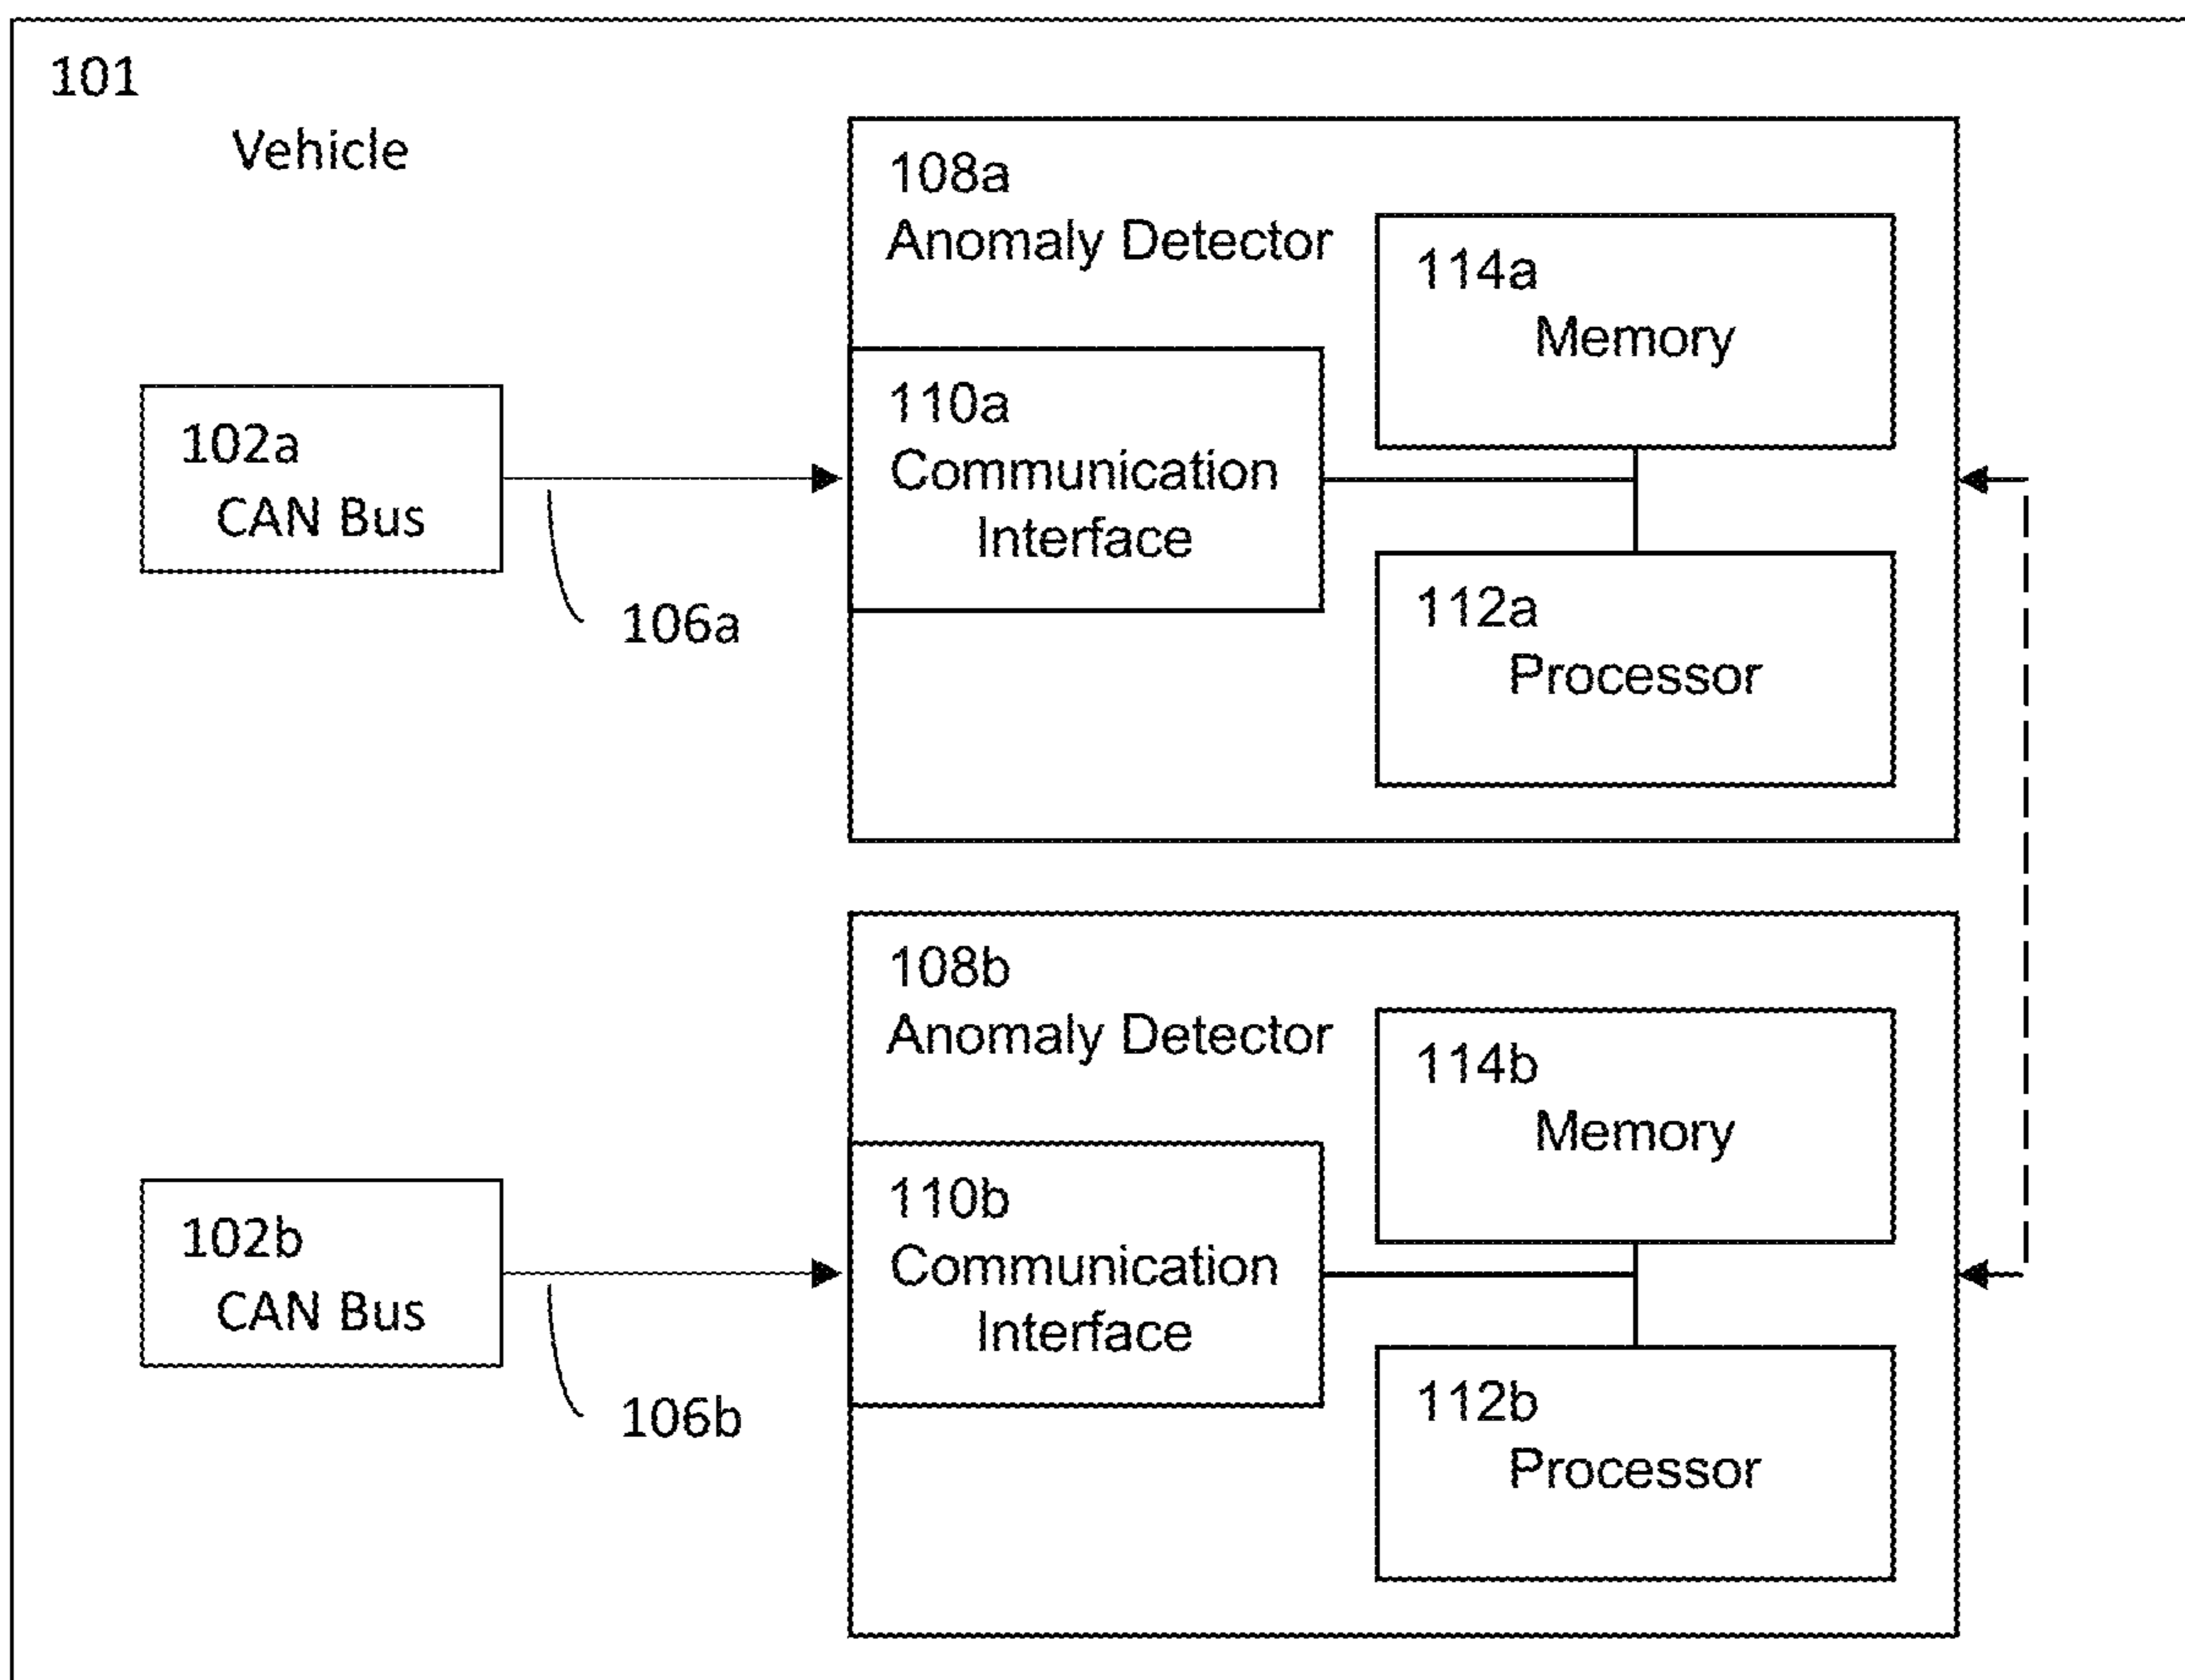 101
Vehicle
108a
Anomaly Detector
114a
Memory
110a
Communication
Interface
102a
CAN Bus
106a
112a
Processor
108b
Anomaly Detector
114b
Memory
110b
Communication
Interface
102b
CAN Bus
106b
112b
Processor